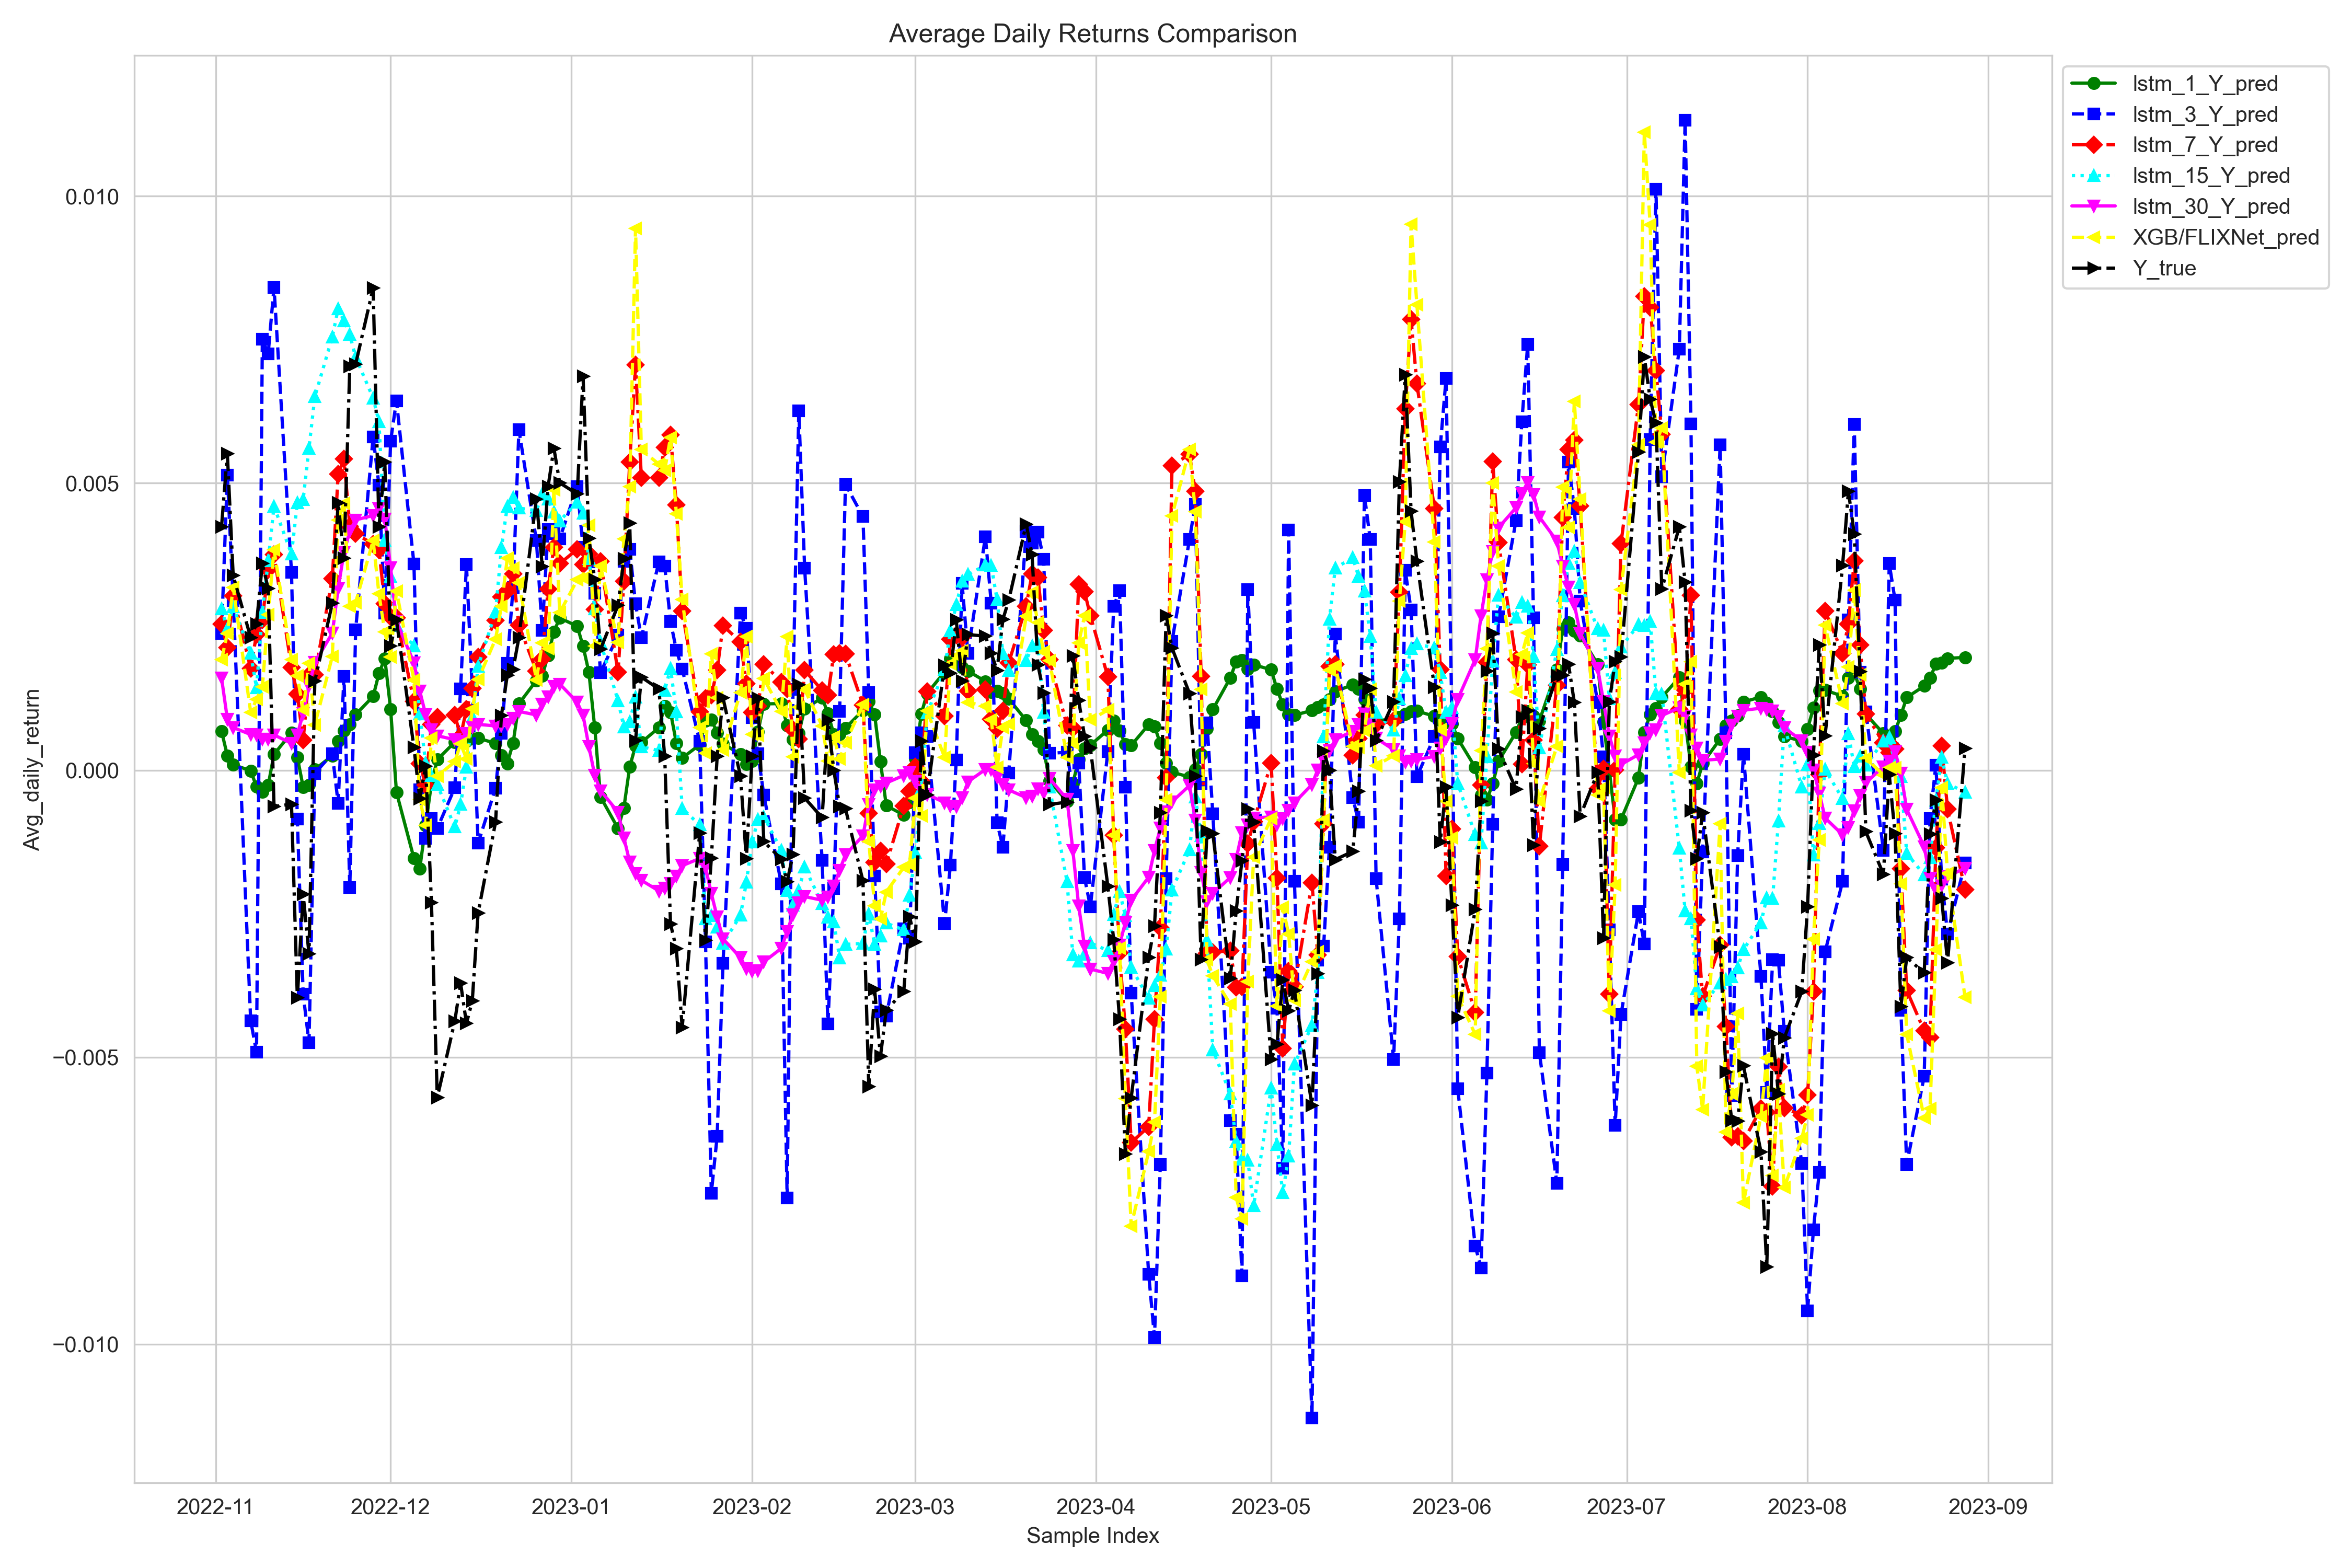 Average Daily Returns Comparison
lstm_1_Y_pred
lstm_3_Y_pred
lstm_7_Y_pred
lstm_15_Y_pred
lstm_30_Y_pred
XGB/FLIXNet_pred
Y_true
Avg_daily_return
0.010
0.005
0.000
−0.005
−0.010
2022-11
2022-12
2023-01
2023-02
2023-03
2023-04
2023-05
2023-06
2023-07
2023-08
2023-09
Sample Index